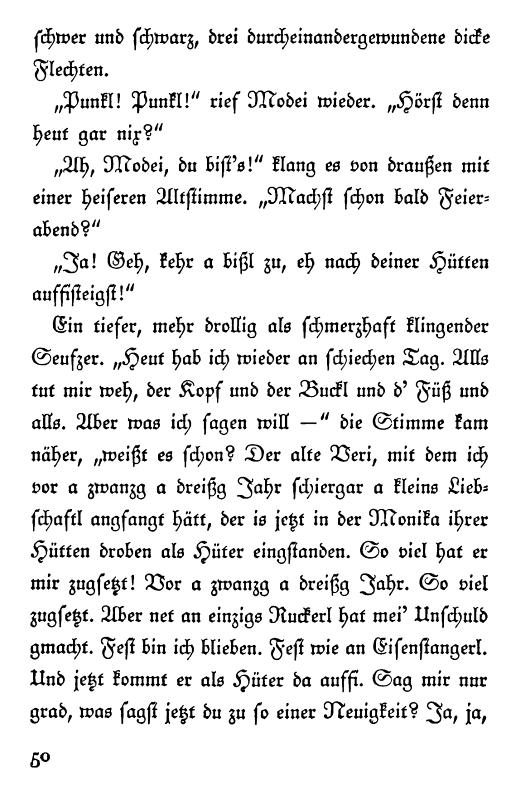 schwer und schwarz, drei durcheinandergewundene dicke
Flechten.
„Punkl! Punkl!“ rief Modei wieder. „Hörst denn
heut gar nix?“
„Ah, Modei, du bist's!“ klang es von draußen mit
einer heiseren Altstimme. „Machst schon bald Feier-
abend?“
„Ja! Geh, kehr a bißl zu, eh nach deiner Hütten
auffisteigst!“
Ein tiefer, mehr drollig als schmerzhaft klingender
Seufzer. „Heut hab ich wieder an schiechen Tag. Alls
tut mir weh, der Kopf und der Buckl und d' Füß und
alls. Aber was ich sagen will —“ die Stimme kam
näher, „weißt es schon? Der alte Veri, mit dem ich
vor a zwanzg a dreißg Jahr schiergar a kleins Lieb-
schaftl angfangt hätt, der is jetzt in der Monika ihrer
Hütten droben als Hüter eingstanden. So viel hat er
mir zugsetzt! Vor a zwanzg a dreißg Jahr. So viel
zugsetzt. Aber net an einzigs Ruckerl hat mei' Unschuld
gmacht. Fest bin ich blieben. Fest wie an Eisenstangerl.
Und jetzt kommt er als Hüter da auffi. Sag mir nur
grad, was sagst jetzt du zu so einer Neuigkeit? Ja, ja,
50